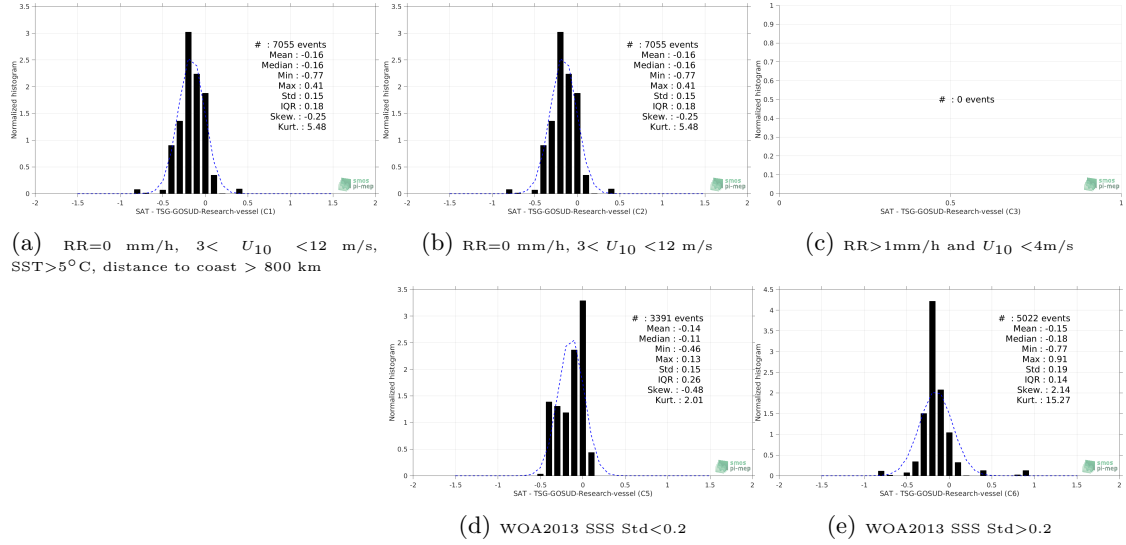 3.5
3
2.5
2
1.5
1
0.5
0
Normalized histogram
# : 7055 events
Mean : -0.16
Median : -0.16
Min : -0.77
Max : 0.41
Std : 0.15
IQR : 0.18
Skew. : -0.25
Kurt. : 5.48
smos
pi-mep
-2 -1.5 -1 -0.5 0 0.5 1 1.5 2
SAT - TSG-GOSUD-Research-vessel (C1)
(a) RR=0 mm/h, 3< U10 <12 m/s,
SST>5°C, distance to coast > 800 km
3.5
3
2.5
2
1.5
1
0.5
0
Normalized histogram
# : 7055 events
Mean : -0.16
Median : -0.16
Min : -0.77
Max : 0.41
Std : 0.15
IQR : 0.18
Skew. : -0.25
Kurt. : 5.48
smos
pi-mep
-2 -1.5 -1 -0.5 0 0.5 1 1.5 2
SAT - TSG-GOSUD-Research-vessel (C2)
(b) RR=0 mm/h, 3< U10 <12 m/s
1
0.9
0.8
0.7
0.6
0.5
0.4
0.3
0.2
0.1
0
Normalized histogram
# : 0 events
smos
pi-mep
0 0.5 1
SAT - TSG-GOSUD-Research-vessel (C3)
(c) RR>1mm/h and U10 <4m/s
3.5
3
2.5
2
1.5
1
0.5
0
Normalized histogram
# : 3391 events
Mean : -0.14
Median : -0.11
Min : -0.46
Max : 0.13
Std : 0.15
IQR : 0.26
Skew. : -0.48
Kurt. : 2.01
smos
pi-mep
-2 -1.5 -1 -0.5 0 0.5 1 1.5 2
SAT - TSG-GOSUD-Research-vessel (C5)
(d) WOA2013 SSS Std<0.2
4.5
4
3.5
3
2.5
2
1.5
1
0.5
0
Normalized histogram
# : 5022 events
Mean : -0.15
Median : -0.18
Min : -0.77
Max : 0.91
Std : 0.19
IQR : 0.14
Skew. : 2.14
Kurt. : 15.27
smos
pi-mep
-2 -1.5 -1 -0.5 0 0.5 1 1.5 2
SAT - TSG-GOSUD-Research-vessel (C6)
(e) WOA2013 SSS Std>0.2